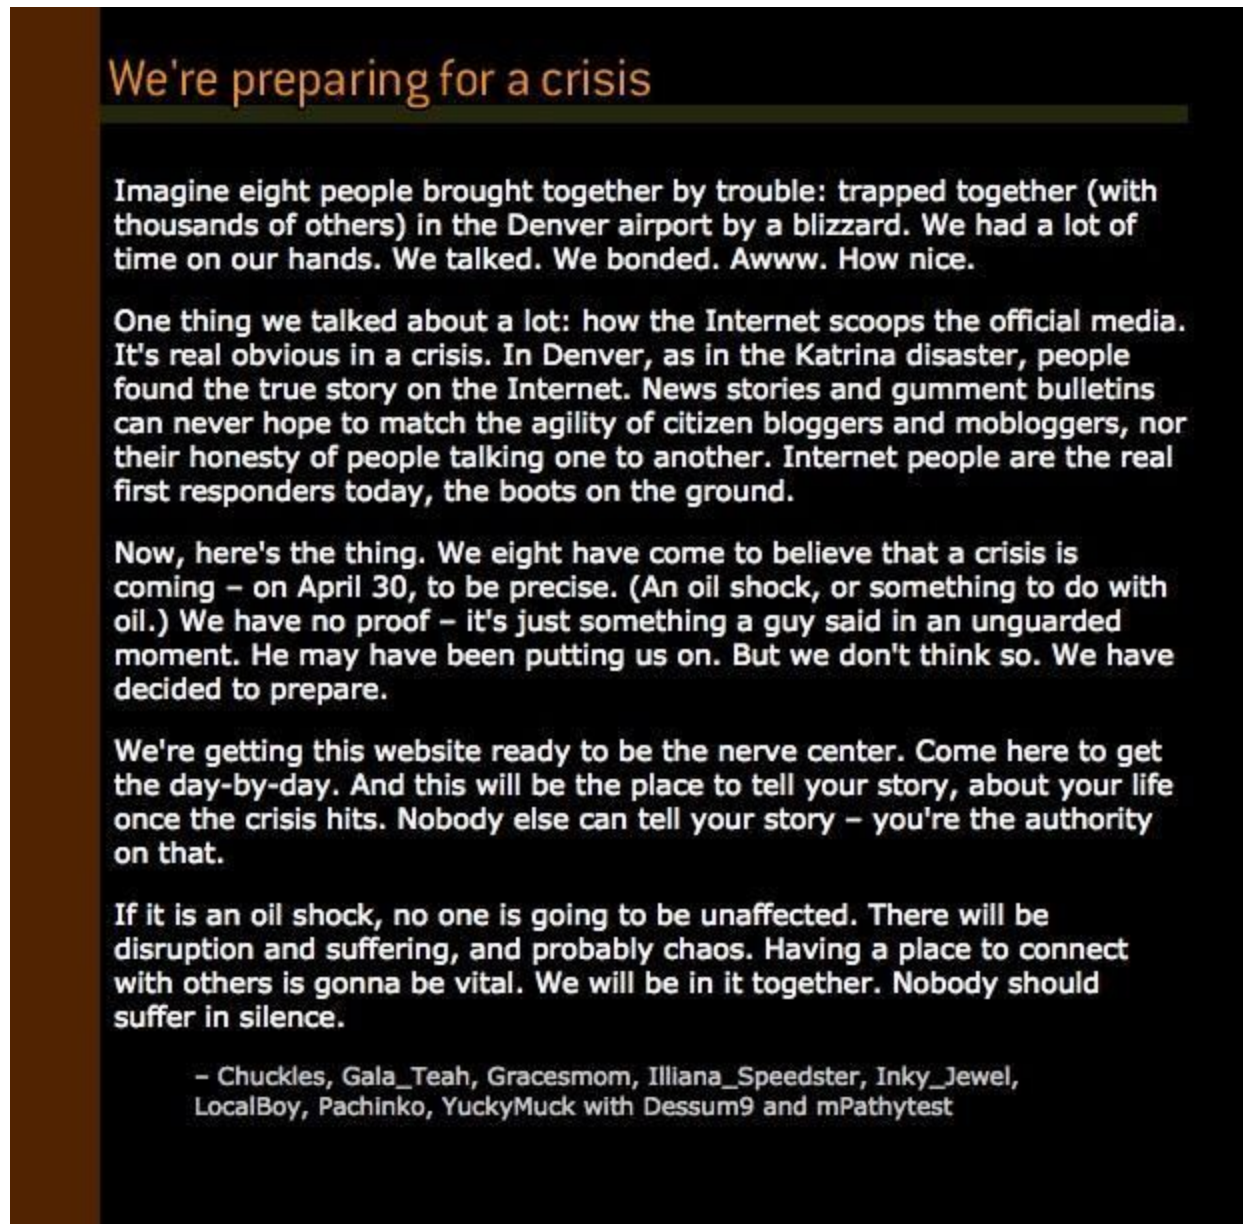 We're preparing for a crisis
Imagine eight people brought together by trouble: trapped together (with
thousands of others) in the Denver airport by a blizzard. We had a lot of
time on our hands. We talked. We bonded. Awww. How nice.
One thing we talked about a lot: how the Internet scoops the official media.
It's real obvious in a crisis. In Denver, as in the Katrina disaster, people
found the true story on the Internet. News stories and gumment bulletins
can never hope to match the agility of citizen bloggers and mobloggers, nor
their honesty of people talking one to another. Internet people are the real
first responders today, the boots on the ground.
Now, here's the thing. We eight have come to believe that a crisis is
coming – on April 30, to be precise. (An oil shock, or something to do with
oil.) We have no proof – it's just something a guy said in an unguarded
moment. He may have been putting us on. But we don't think so. We have
decided to prepare.
We're getting this website ready to be the nerve center. Come here to get
the day-by-day. And this will be the place to tell your story, about your life
once the crisis hits. Nobody else can tell your story – you're the authority
on that.
If it is an oil shock, no one is going to be unaffected. There will be
disruption and suffering, and probably chaos. Having a place to connect
with others is gonna be vital. We will be in it together. Nobody should
suffer in silence.
– Chuckles, Gala_Teah, Gracesmom, Illiana_Speedster, Inky_Jewel,
LocalBoy, Pachinko, YuckyMuck with Dessum9 and mPathytest